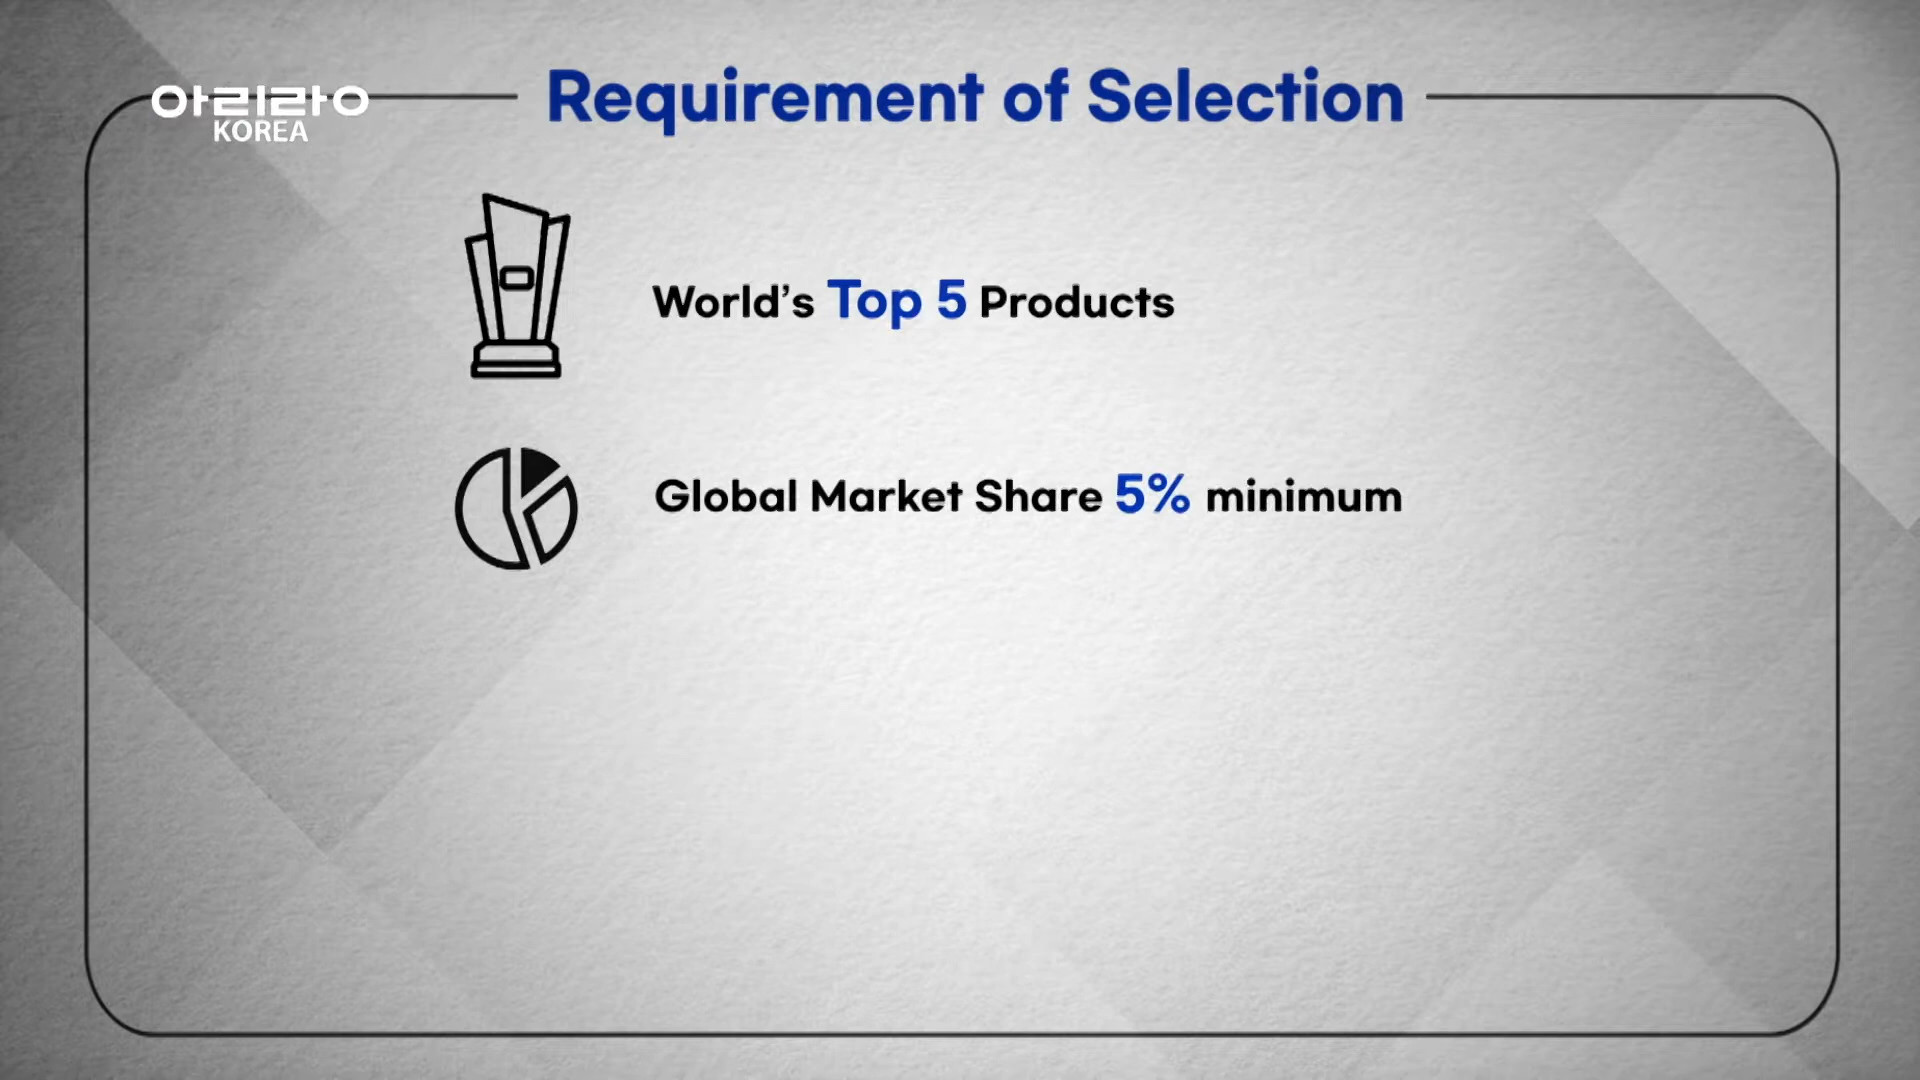 아리랑
KOREA
Requirement of Selection
World's Top 5 Products
Global Market Share 5% minimum